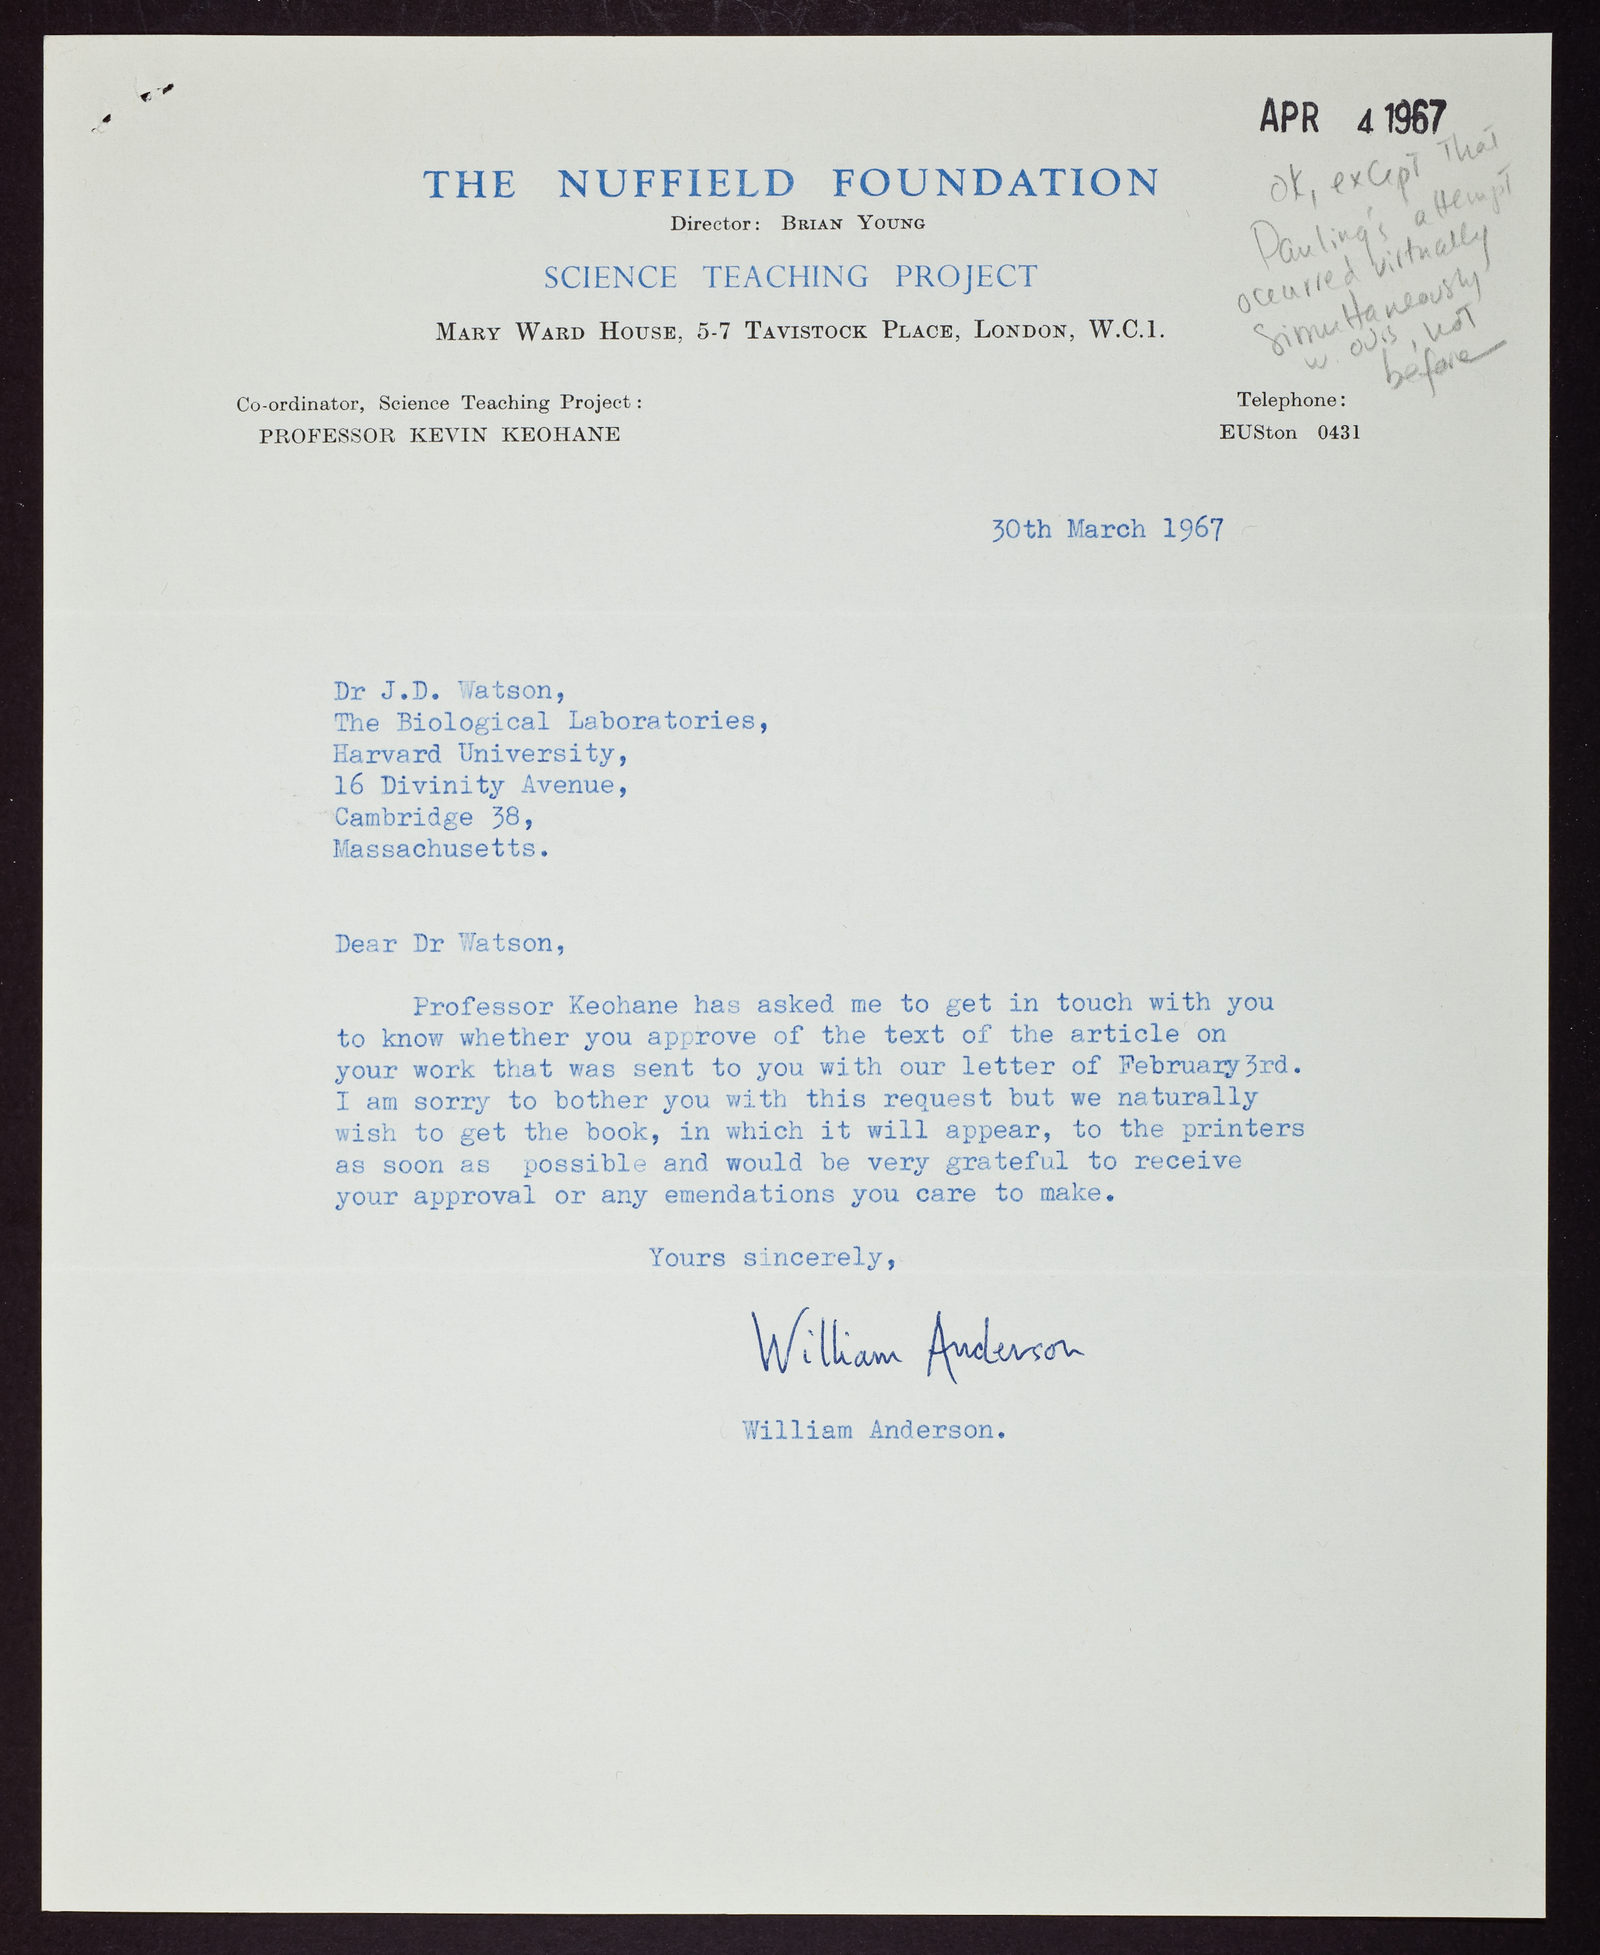 APR 4 1967
OK, except that
Pauling's attempt
occurred virtually
simultaneously
w. ours, not
before
THE NUFFIELD FOUNDATION
Director: BRIAN YOUNG
SCIENCE TEACHING PROJECT
MARY WARD HOUSE, 5-7 TAVISTOCK PLACE, LONDON, W.C.1.
Co-ordinator, Science Teaching Project:
PROFESSOR KEVIN KEOHANE
Telephone:
EUSton 0431
30th March 1967
Dr J.D. Watson,
The Biological Laboratories,
Harvard University,
16 Divinity Avenue,
Cambridge 38,
Massachusetts.
Dear Dr Watson,
Professor Keohane has asked me to get in touch with you
to know whether you approve of the text of the article on
your work that was sent to you with our letter of February 3rd.
I am sorry to bother you with this request but we naturally
wish to get the book, in which it will appear, to the printers
as soon as possible and would be very grateful to receive
your approval or any emendations you care to make.
Yours sincerely,
William Anderson
William Anderson.